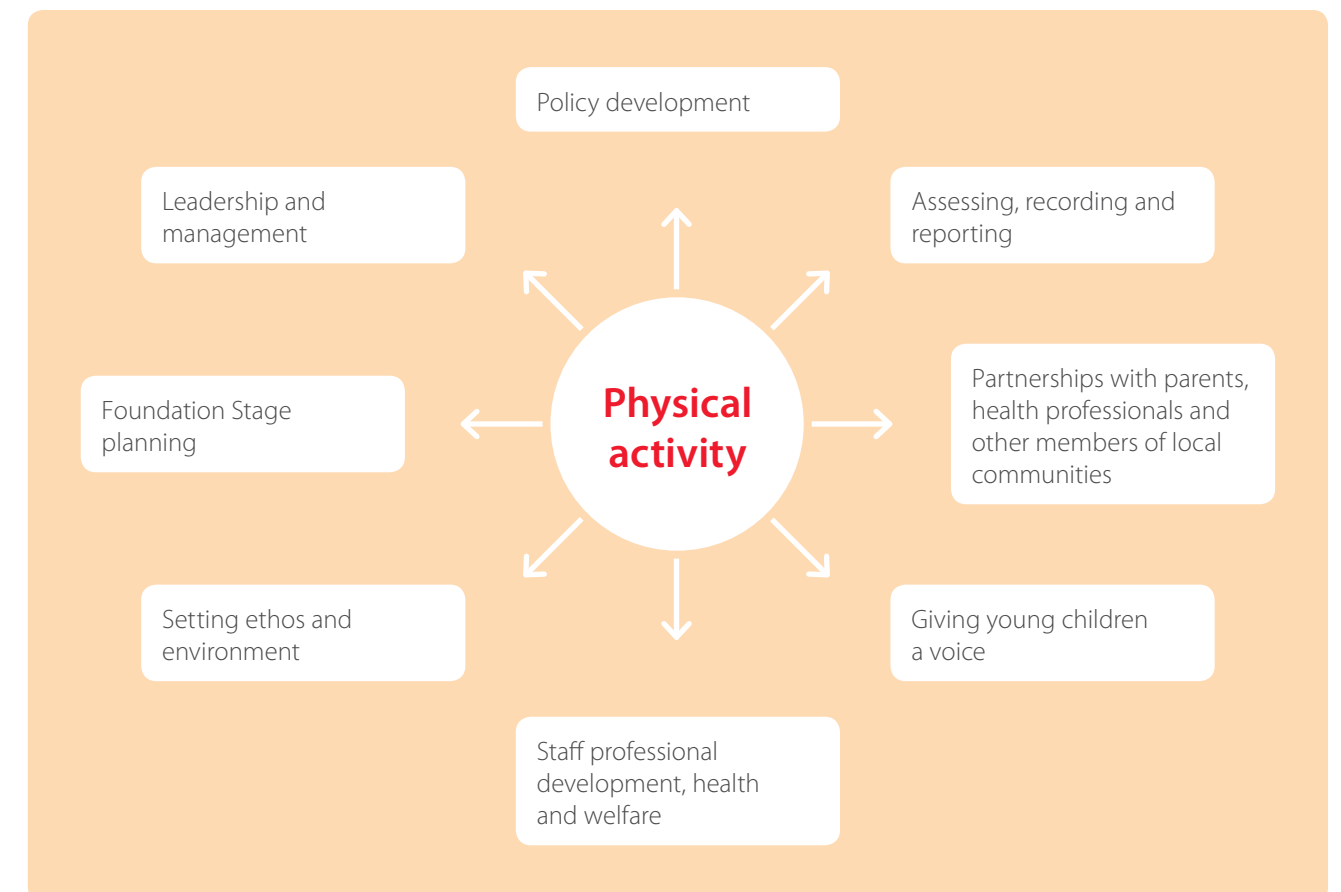 Policy development
Leadership and
management
Assessing, recording and
reporting
Foundation Stage
planning
Physical
activity
Partnerships with parents,
health professionals and
other members of local
communities
Setting ethos and
environment
Giving young children
a voice
Staff professional
development, health
and welfare